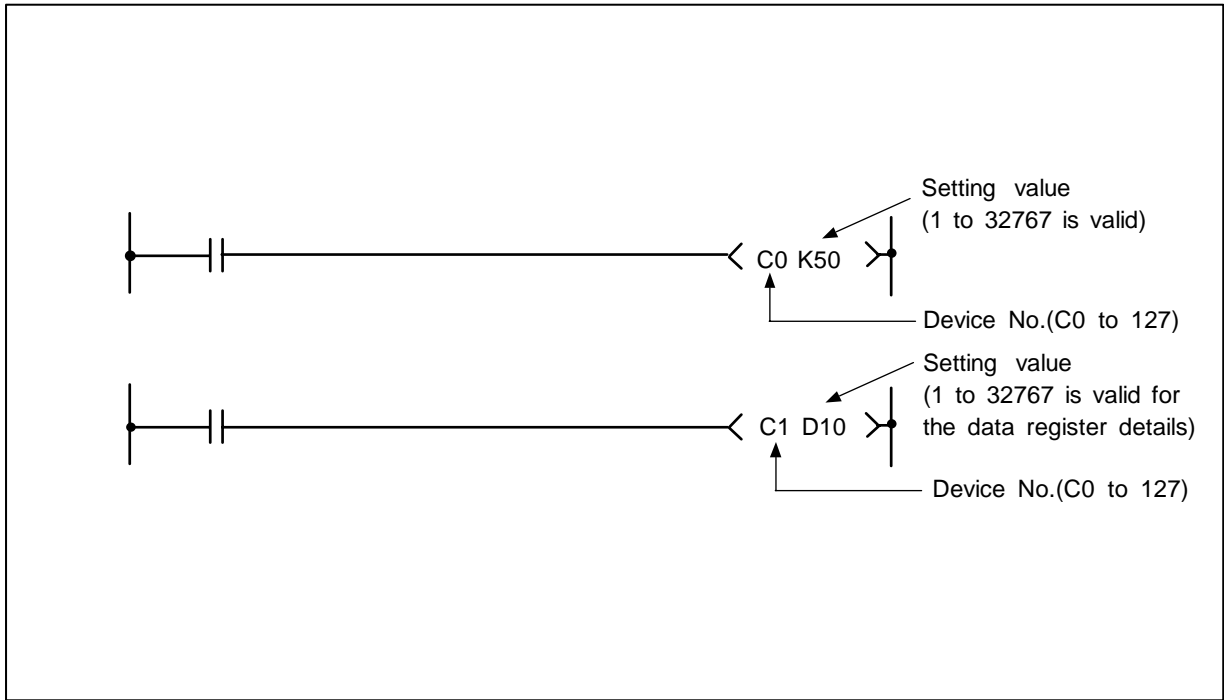 Setting value
(1 to 32767 is valid)
C0 K50
Device No.(C0 to 127)
Setting value
(1 to 32767 is valid for
the data register details)
C1 D10
Device No.(C0 to 127)